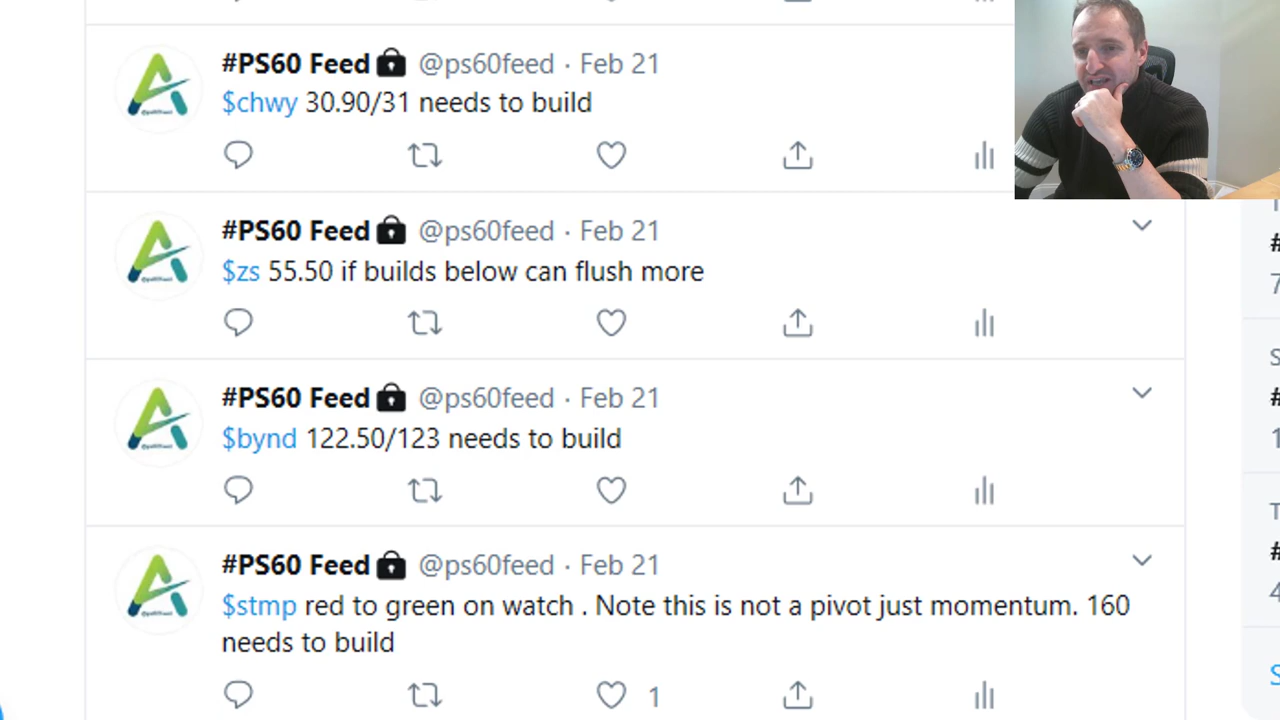 #PS60 Feed @ps60feed · Feb 21
$chwy 30.90/31 needs to build
#PS60 Feed @ps60feed · Feb 21
$zs 55.50 if builds below can flush more
#PS60 Feed @ps60feed · Feb 21
$bynd 122.50/123 needs to build
#PS60 Feed @ps60feed · Feb 21
$stmp red to green on watch . Note this is not a pivot just momentum. 160
needs to build
1